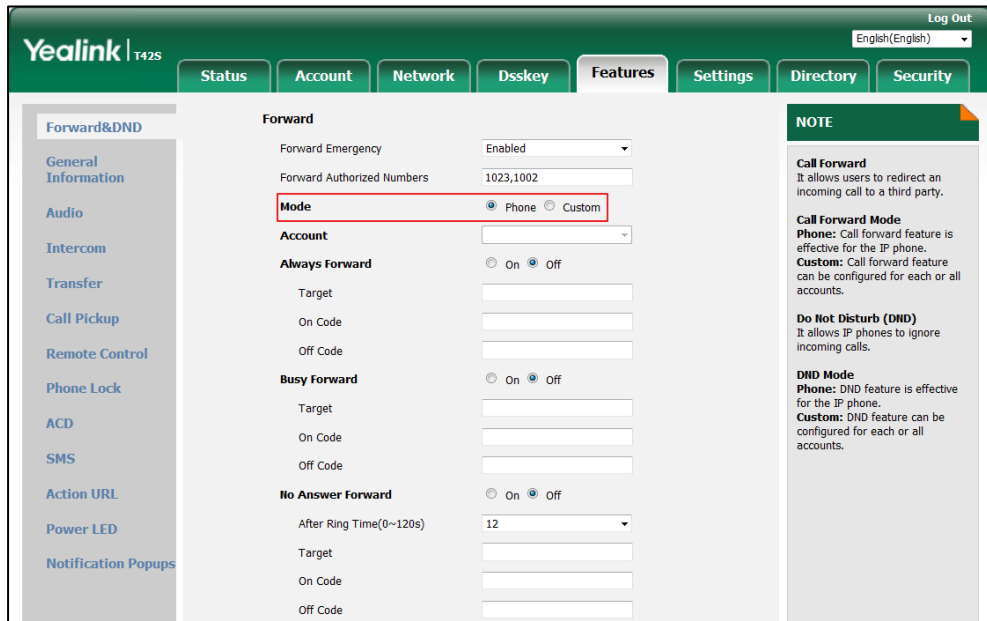 Log Out
Yealink | T42S
English(English)
Status Account Network Dsskey Features Settings Directory Security
Forward&DND
General
Information
Audio
Intercom
Transfer
Call Pickup
Remote Control
Phone Lock
ACD
SMS
Action URL
Power LED
Notification Popups
Forward
Forward Emergency Enabled
Forward Authorized Numbers 1023,1002
Mode Phone Custom
Account
Always Forward On Off
Target
On Code
Off Code
Busy Forward On Off
Target
On Code
Off Code
No Answer Forward On Off
After Ring Time(0~120s) 12
Target
On Code
Off Code
NOTE
Call Forward
It allows users to redirect an
incoming call to a third party.
Call Forward Mode
Phone: Call forward feature is
effective for the IP phone.
Custom: Call forward feature
can be configured for each or all
accounts.
Do Not Disturb (DND)
It allows IP phones to ignore
incoming calls.
DND Mode
Phone: DND feature is effective
for the IP phone.
Custom: DND feature can be
configured for each or all
accounts.